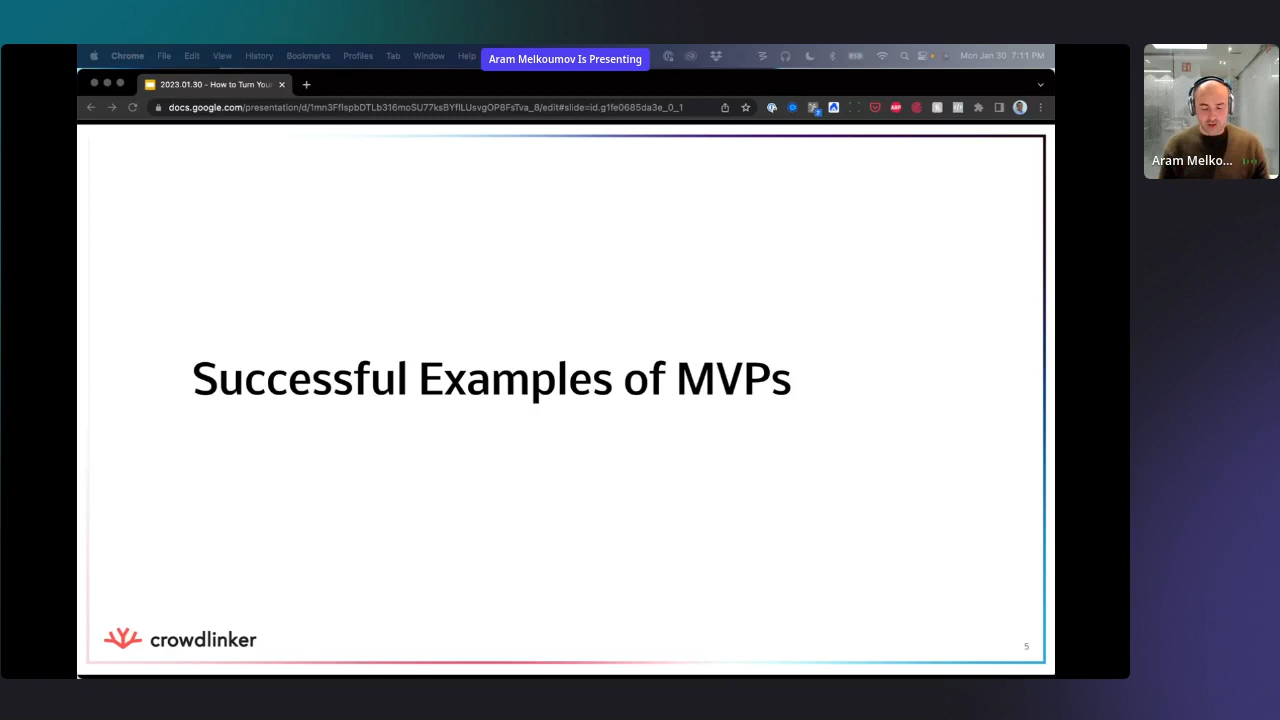 Chrome File Edit View History Bookmarks Profiles Tab Window Help
Aram Melkoumov Is Presenting
Mon Jan 30 7:11 PM
2023.01.30 - How to Turn Your
docs.google.com/presentation/d/1mn3FflspbDTLb316moSU77ksBYflLUsvgOP8FsTva_8/edit#slide=id.g1fe0685da3e_0_1
ABP
Aram Melko...
Successful Examples of MVPs
crowdlinker
5